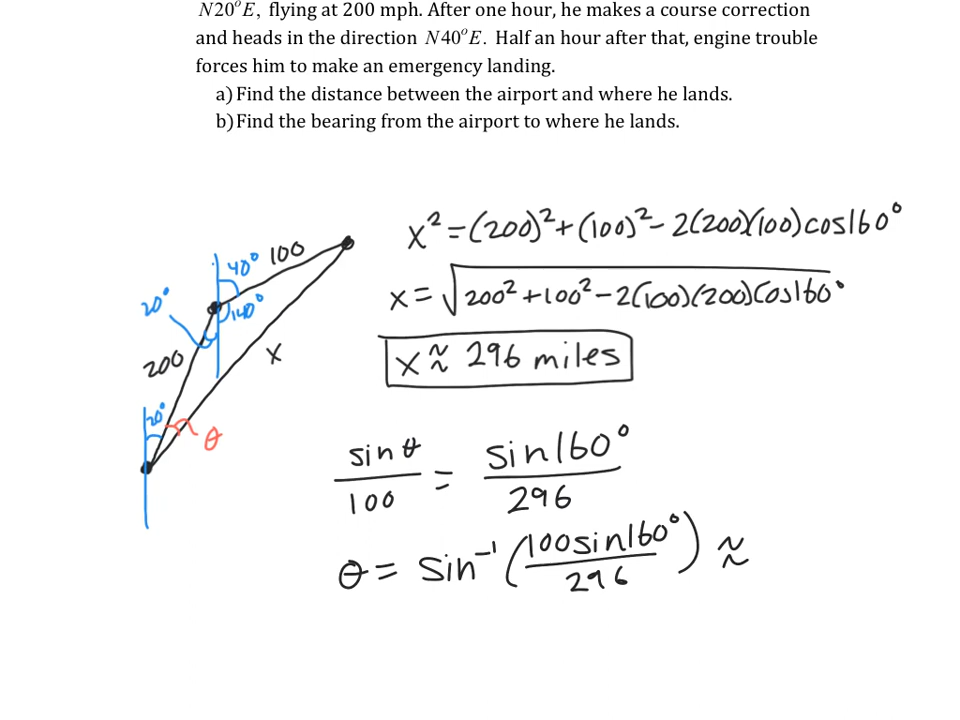 N20°E, flying at 200 mph. After one hour, he makes a course correction
and heads in the direction N40°E. Half an hour after that, engine trouble
forces him to make an emergency landing.
a) Find the distance between the airport and where he lands.
b) Find the bearing from the airport to where he lands.
x² = (200)² + (100)² - 2(200)(100)cos160°
40° 100
20° 140°
x = √200² + 100² - 2(100)(200)cos160°
200 x
x ≈ 296 miles
20°
θ
sin θ / 100 = sin160° / 296
θ = sin⁻¹ (100sin160° / 296) ≈